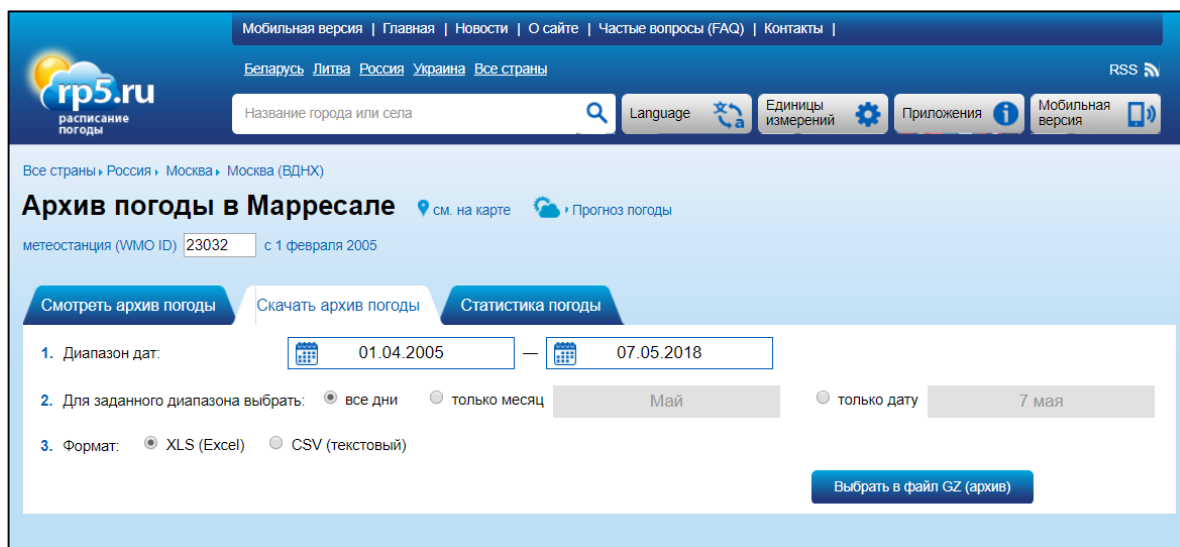 Мобильная версия | Главная | Новости | О сайте | Частые вопросы (FAQ) | Контакты |
Беларусь Литва Россия Украина Все страны
RSS
rp5.ru
расписание
погоды
Название города или села
Language
Единицы
измерений
Приложения
Мобильная
версия
Все страны Россия Москва Москва (ВДНХ)
Архив погоды в Марресале см. на карте Прогноз погоды
метеостанция (WMO ID) 23032 с 1 февраля 2005
Смотреть архив погоды Скачать архив погоды Статистика погоды
1. Диапазон дат: 01.04.2005 — 07.05.2018
2. Для заданного диапазона выбрать: все дни только месяц Май только дату 7 мая
3. Формат: XLS (Excel) CSV (текстовый)
Выбрать в файл GZ (архив)